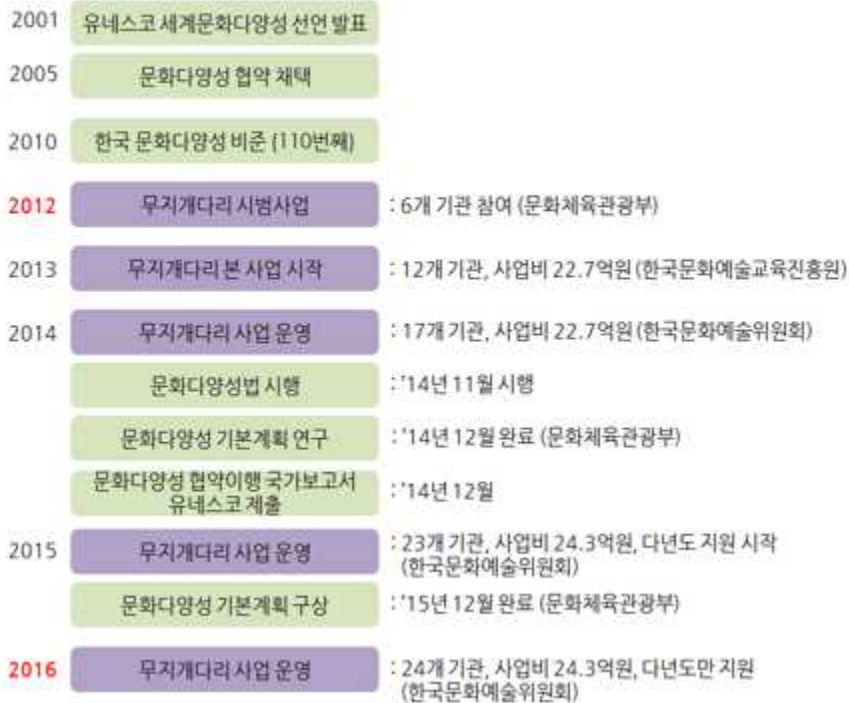 2001 유네스코 세계문화다양성 선언 발표
2005 문화다양성 협약 채택
2010 한국 문화다양성 비준 (110번째)
2012 무지개다리 시범사업 : 6개 기관 참여 (문화체육관광부)
2013 무지개다리 본 사업 시작 : 12개 기관, 사업비 22.7억원 (한국문화예술교육진흥원)
2014 무지개다리 사업 운영 : 17개 기관, 사업비 22.7억원 (한국문화예술위원회)
문화다양성법 시행 : '14년 11월 시행
문화다양성 기본계획 연구 : '14년 12월 완료 (문화체육관광부)
문화다양성 협약이행 국가보고서
유네스코 제출 : '14년 12월
2015 무지개다리 사업 운영 : 23개 기관, 사업비 24.3억원, 다년도 지원 시작
(한국문화예술위원회)
문화다양성 기본계획 구상 : '15년 12월 완료 (문화체육관광부)
2016 무지개다리 사업 운영 : 24개 기관, 사업비 24.3억원, 다년도만 지원
(한국문화예술위원회)